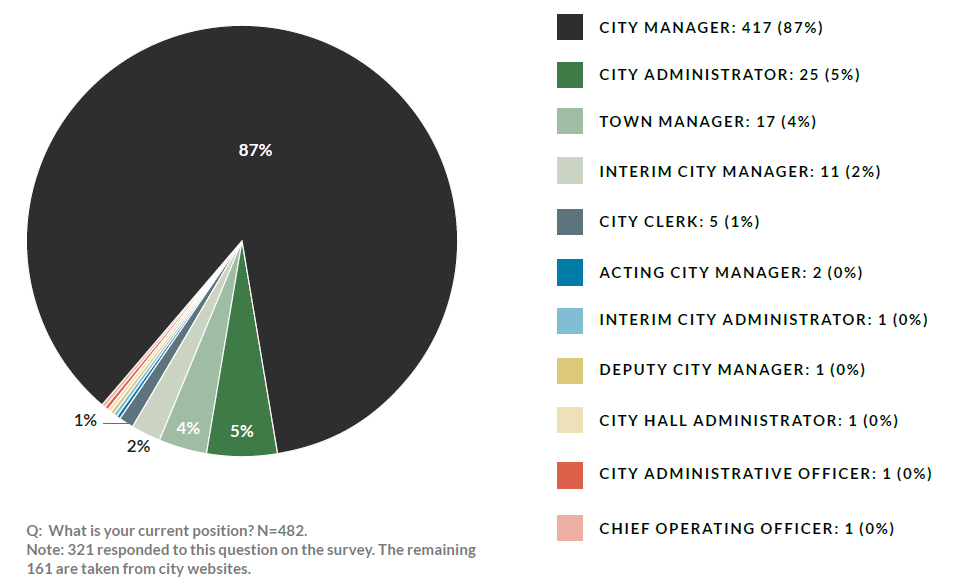 87%
5%
4%
2%
1%
CITY MANAGER: 417 (87%)
CITY ADMINISTRATOR: 25 (5%)
TOWN MANAGER: 17 (4%)
INTERIM CITY MANAGER: 11 (2%)
CITY CLERK: 5 (1%)
ACTING CITY MANAGER: 2 (0%)
INTERIM CITY ADMINISTRATOR: 1 (0%)
DEPUTY CITY MANAGER: 1 (0%)
CITY HALL ADMINISTRATOR: 1 (0%)
CITY ADMINISTRATIVE OFFICER: 1 (0%)
CHIEF OPERATING OFFICER: 1 (0%)
Q: What is your current position? N=482.
Note: 321 responded to this question on the survey. The remaining
161 are taken from city websites.